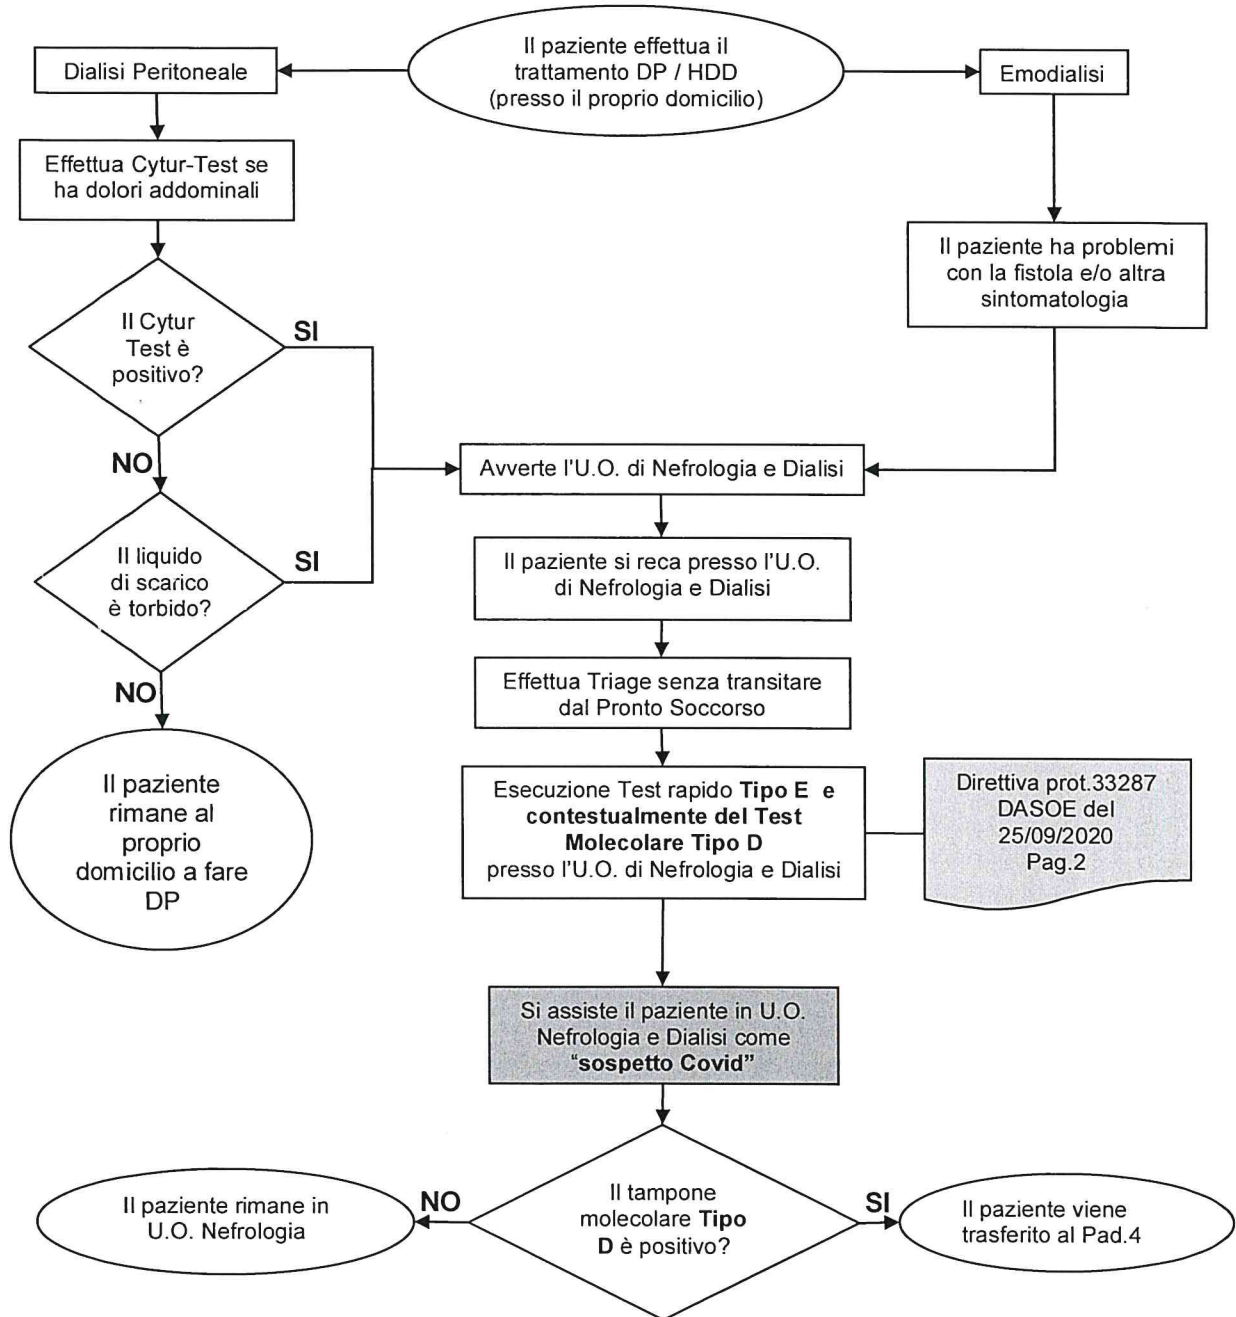 Il paziente effettua il
trattamento DP / HDD
(presso il proprio domicilio)
Dialisi Peritoneale
Emodialisi
Effettua Cytur-Test se
ha dolori addominali
Il paziente ha problemi
con la fistola e/o altra
sintomatologia
Il Cytur
Test è
positivo?
SI
NO
Avverte l'U.O. di Nefrologia e Dialisi
Il liquido
di scarico
è torbido?
SI
NO
Il paziente si reca presso l'U.O.
di Nefrologia e Dialisi
Effettua Triage senza transitare
dal Pronto Soccorso
Il paziente
rimane al
proprio
domicilio a fare
DP
Esecuzione Test rapido Tipo E e
contestualmente del Test
Molecolare Tipo D
presso l'U.O. di Nefrologia e Dialisi
Direttiva prot.33287
DASOE del
25/09/2020
Pag.2
Si assiste il paziente in U.O.
Nefrologia e Dialisi come
"sospetto Covid"
Il tampone
molecolare Tipo
D è positivo?
NO
Il paziente rimane in
U.O. Nefrologia
SI
Il paziente viene
trasferito al Pad.4